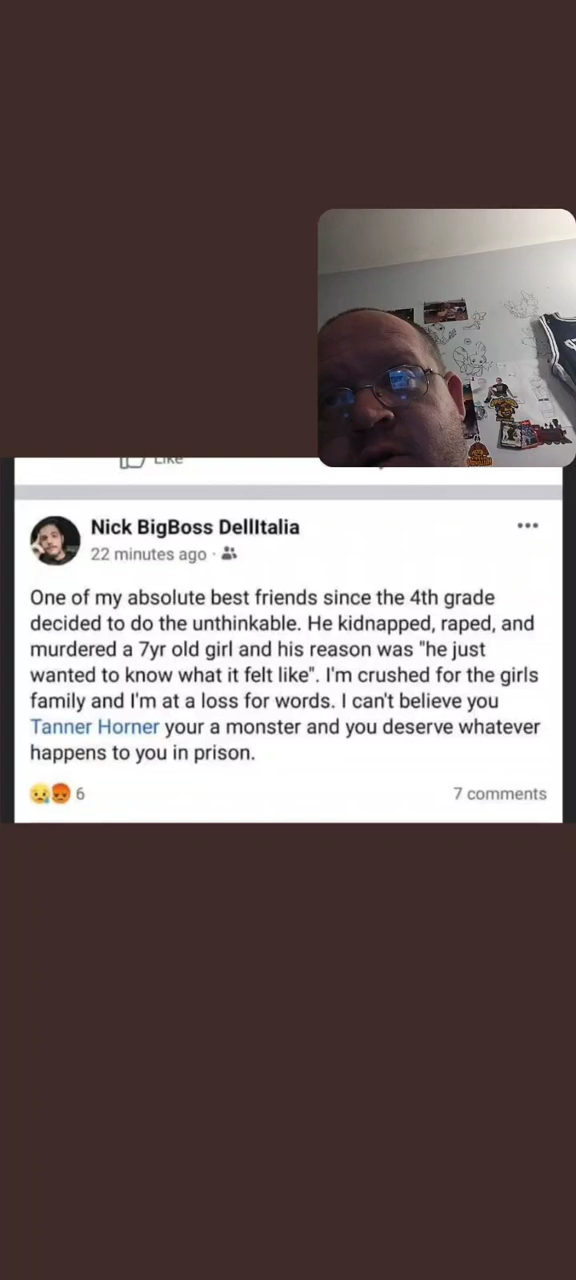 Like
Nick BigBoss DellItalia
22 minutes ago ·
One of my absolute best friends since the 4th grade
decided to do the unthinkable. He kidnapped, raped, and
murdered a 7yr old girl and his reason was "he just
wanted to know what it felt like". I'm crushed for the girls
family and I'm at a loss for words. I can't believe you
Tanner Horner your a monster and you deserve whatever
happens to you in prison.
6
7 comments